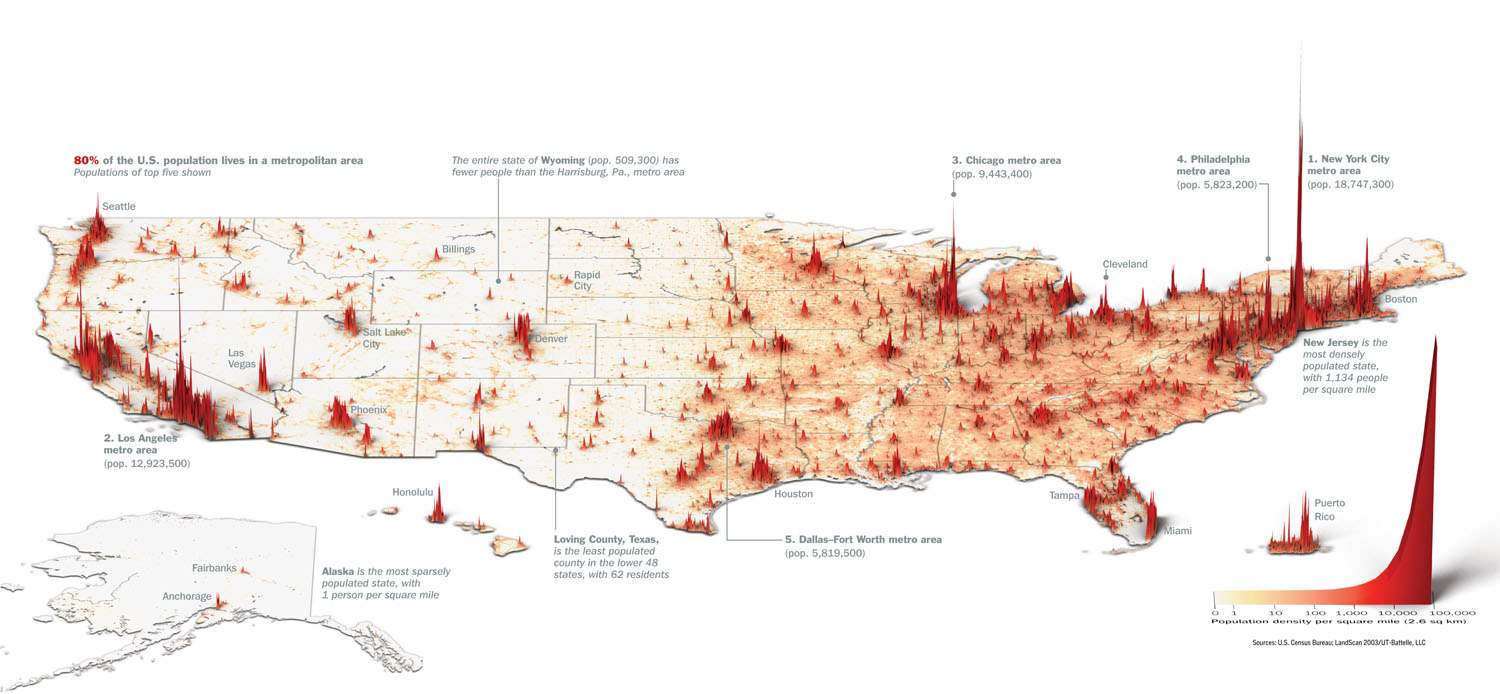 80% of the U.S. population lives in a metropolitan area
Populations of top five shown
The entire state of Wyoming (pop. 509,300) has
fewer people than the Harrisburg, Pa., metro area
3. Chicago metro area
(pop. 9,443,400)
4. Philadelphia
metro area
(pop. 5,823,200)
1. New York City
metro area
(pop. 18,747,300)
Seattle
Billings
Rapid
City
Cleveland
Boston
Salt Lake
City
Denver
Las
Vegas
Phoenix
New Jersey is the
most densely
populated state,
with 1,134 people
per square mile
2. Los Angeles
metro area
(pop. 12,923,500)
Honolulu
Houston
Tampa
Miami
Puerto
Rico
Loving County, Texas,
is the least populated
county in the lower 48
states, with 62 residents
5. Dallas–Fort Worth metro area
(pop. 5,819,500)
Fairbanks
Anchorage
Alaska is the most sparsely
populated state, with
1 person per square mile
0 1 10 100 1,000 10,000 100,000
Population density per square mile (2.6 sq km)
Sources: U.S. Census Bureau; LandScan 2003/UT-Battelle, LLC